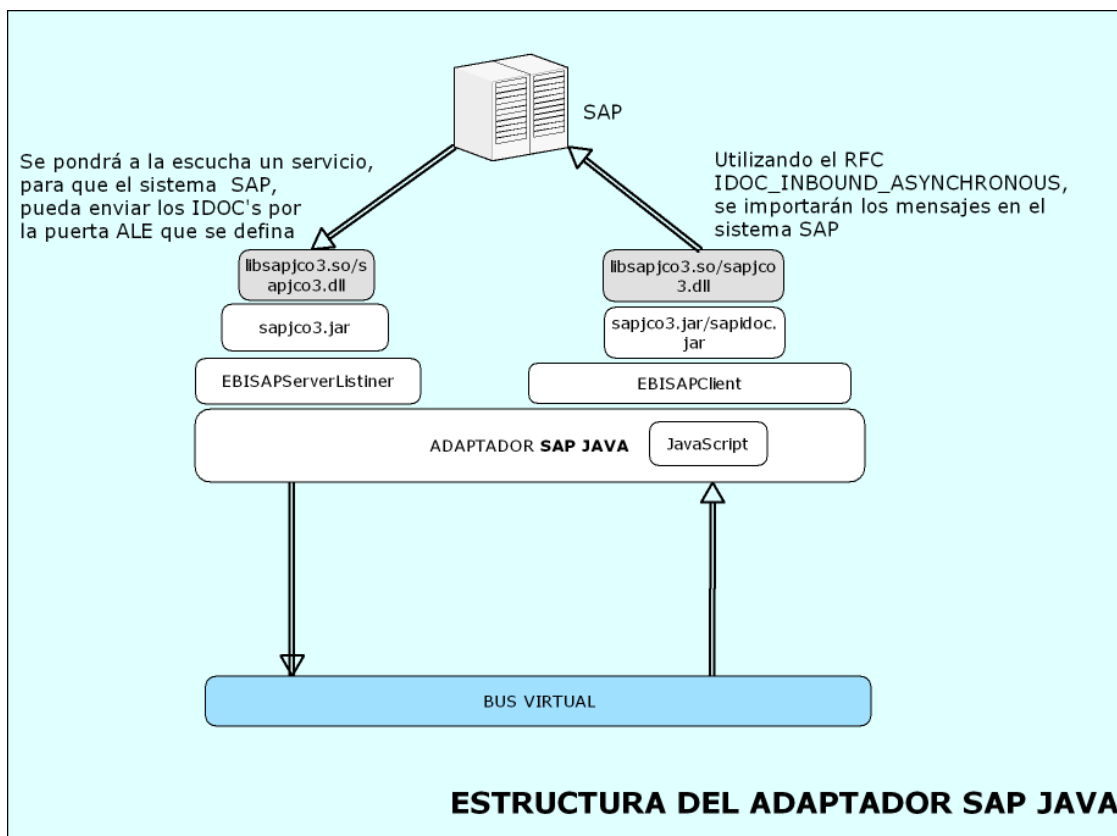 SAP
Se pondrá a la escucha un servicio,
para que el sistema SAP,
pueda enviar los IDOC's por
la puerta ALE que se defina
Utilizando el RFC
IDOC_INBOUND_ASYNCHRONOUS,
se importarán los mensajes en el
sistema SAP
libsapjco3.so/s
apjco3.dll
libsapjco3.so/sapjco
3.dll
sapjco3.jar
sapjco3.jar/sapidoc.
jar
EBISAPServerListiner
EBISAPClient
ADAPTADOR SAP JAVA
JavaScript
BUS VIRTUAL
ESTRUCTURA DEL ADAPTADOR SAP JAVA